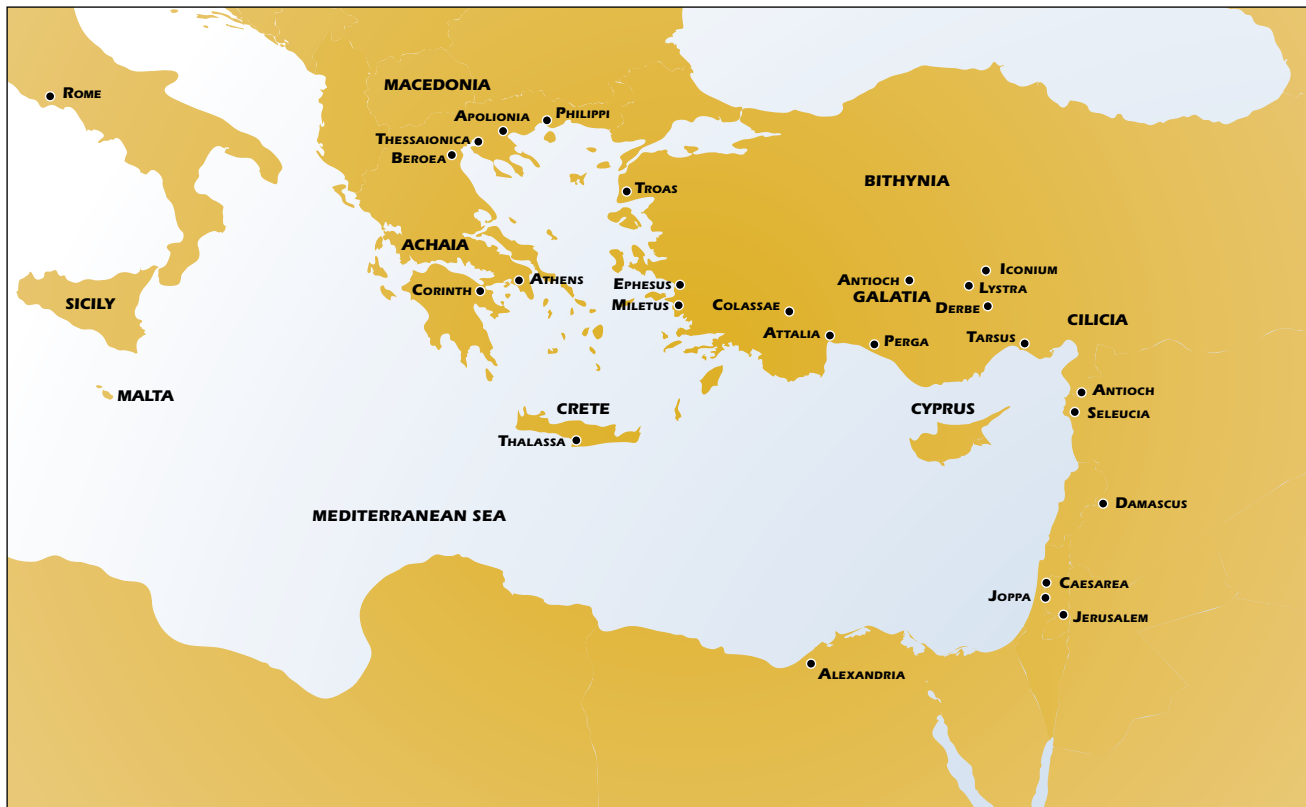 Rome
MACEDONIA
Apolionia
Philippi
Thessaionica
Beroea
Troas
BITHYNIA
ACHAIA
Athens
Corinth
Ephesus
Miletus
Colassae
Antioch
GALATIA
Iconium
Lystra
Derbe
CILICIA
SICILY
Attalia
Perga
Tarsus
MALTA
CRETE
Thalassa
CYPRUS
Antioch
Seleucia
MEDITERRANEAN SEA
Damascus
Caesarea
Joppa
Jerusalem
Alexandria